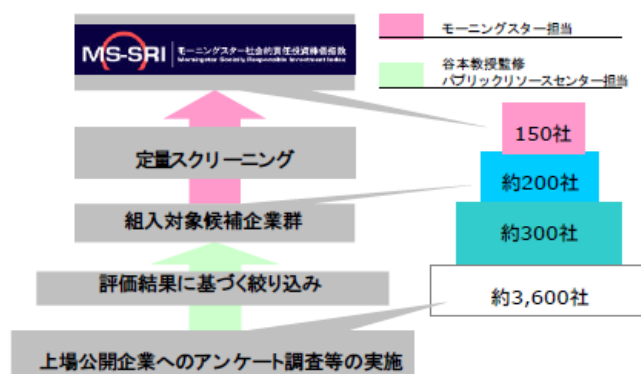 MS-SRI
モーニングスター社会的責任投資株価指数
Morningstar Socially Responsible Investment Index
モーニングスター担当
谷本教授監修
パブリックリソースセンター担当
定量スクリーニング
組入対象候補企業群
評価結果に基づく絞り込み
上場公開企業へのアンケート調査等の実施
150社
約200社
約300社
約3,600社